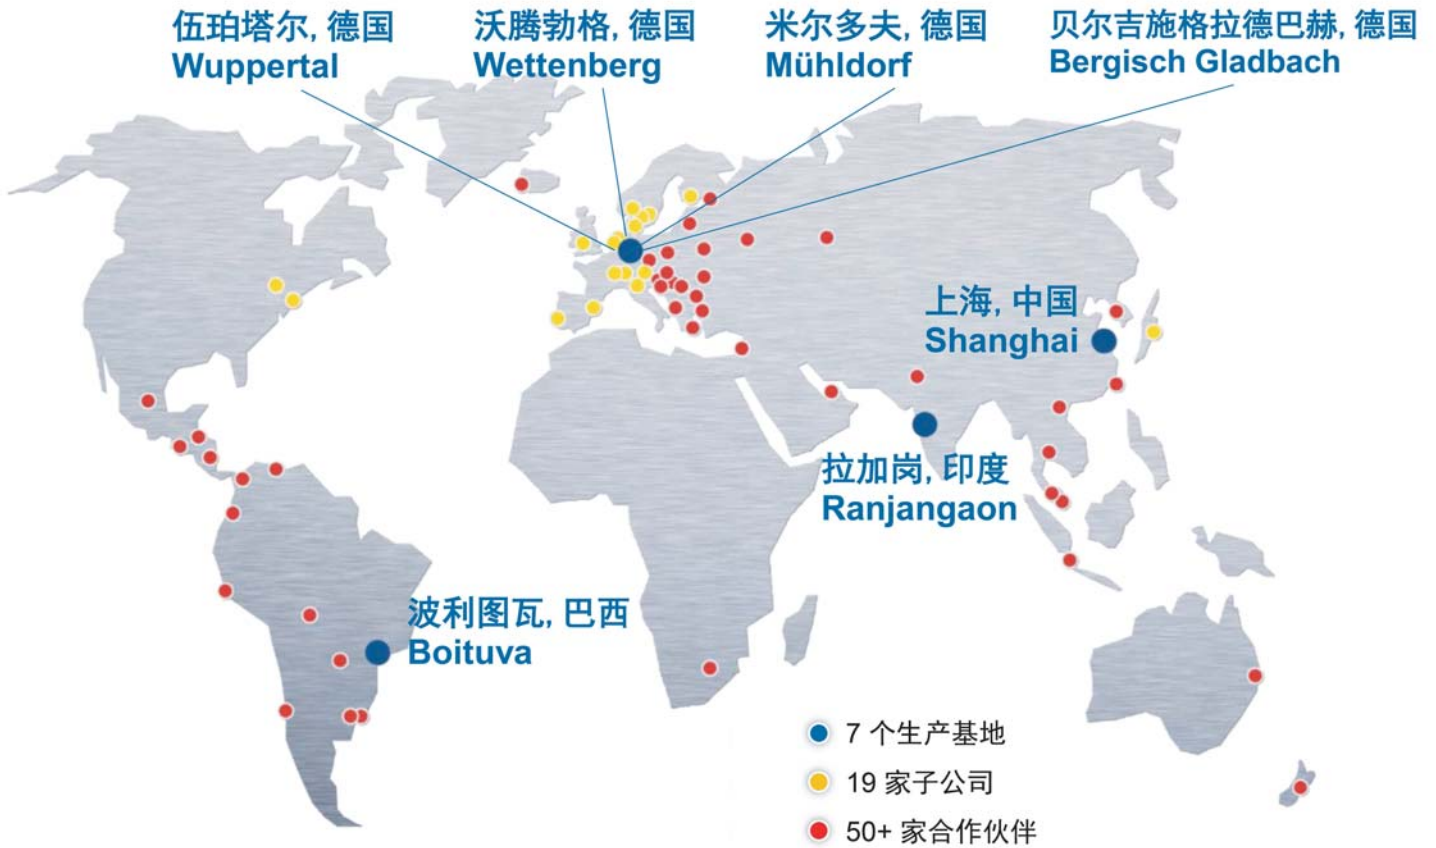 伍珀塔尔, 德国
Wuppertal
沃腾勃格, 德国
Wettenberg
米尔多夫, 德国
Mühldorf
贝尔吉施格拉德巴赫, 德国
Bergisch Gladbach
上海, 中国
Shanghai
拉加岗, 印度
Ranjangaon
波利图瓦, 巴西
Boituva
7 个生产基地
19 家子公司
50+ 家合作伙伴